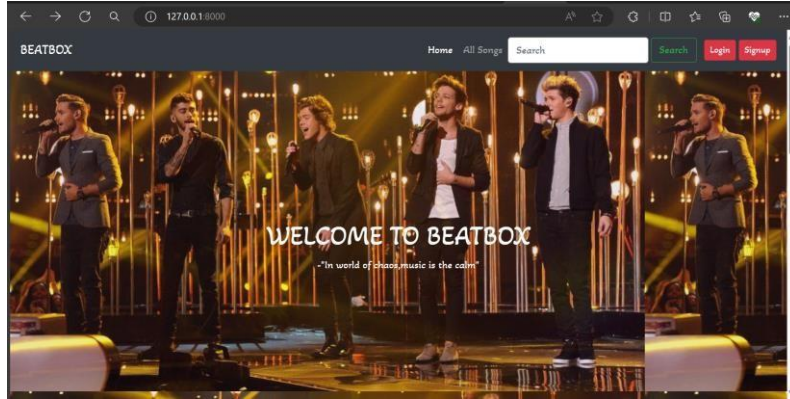 127.0.0.1:8000
BEATBOX Home All Songs Search Search Login Signup
WELCOME TO BEATBOX
-"In world of chaos,music is the calm"